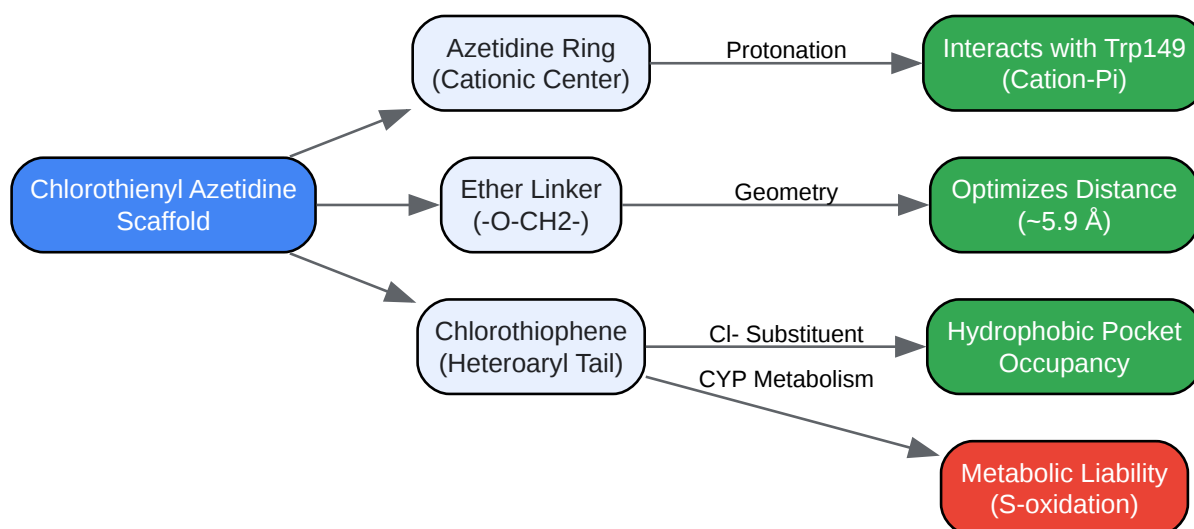 Chlorothienyl Azetidine
Scaffold
Azetidine Ring
(Cationic Center)
Protonation
Interacts with Trp149
(Cation-Pi)
Ether Linker
(-O-CH2-)
Geometry
Optimizes Distance
(~5.9 Å)
Chlorothiophene
(Heteroaryl Tail)
Cl- Substituent
Hydrophobic Pocket
Occupancy
CYP Metabolism
Metabolic Liability
(S-oxidation)